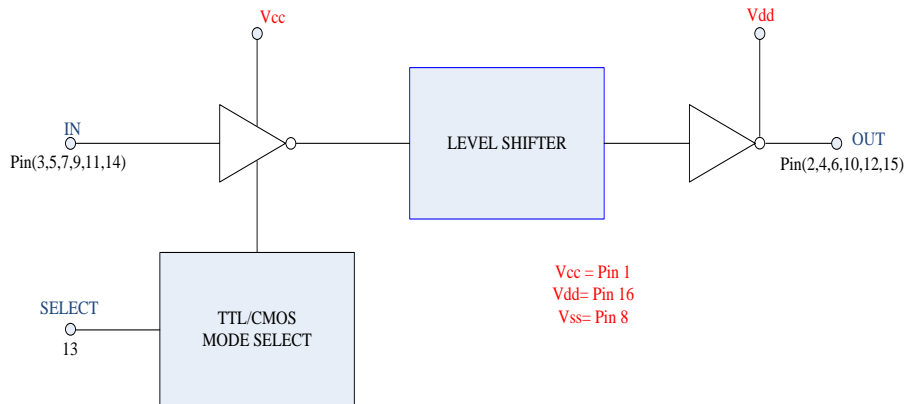 Vcc
Vdd
IN
Pin(3,5,7,9,11,14)
LEVEL SHIFTER
OUT
Pin(2,4,6,10,12,15)
Vcc = Pin 1
Vdd= Pin 16
Vss= Pin 8
SELECT
13
TTL/CMOS
MODE SELECT